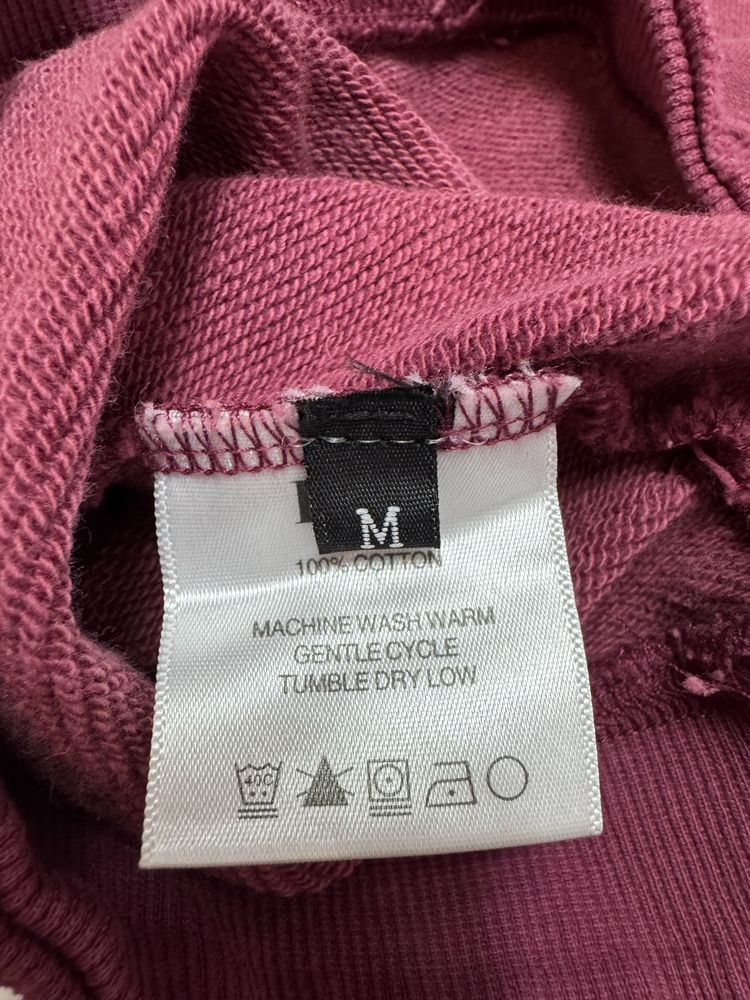 M
100% COTTON
MACHINE WASH WARM
GENTLE CYCLE
TUMBLE DRY LOW
40C